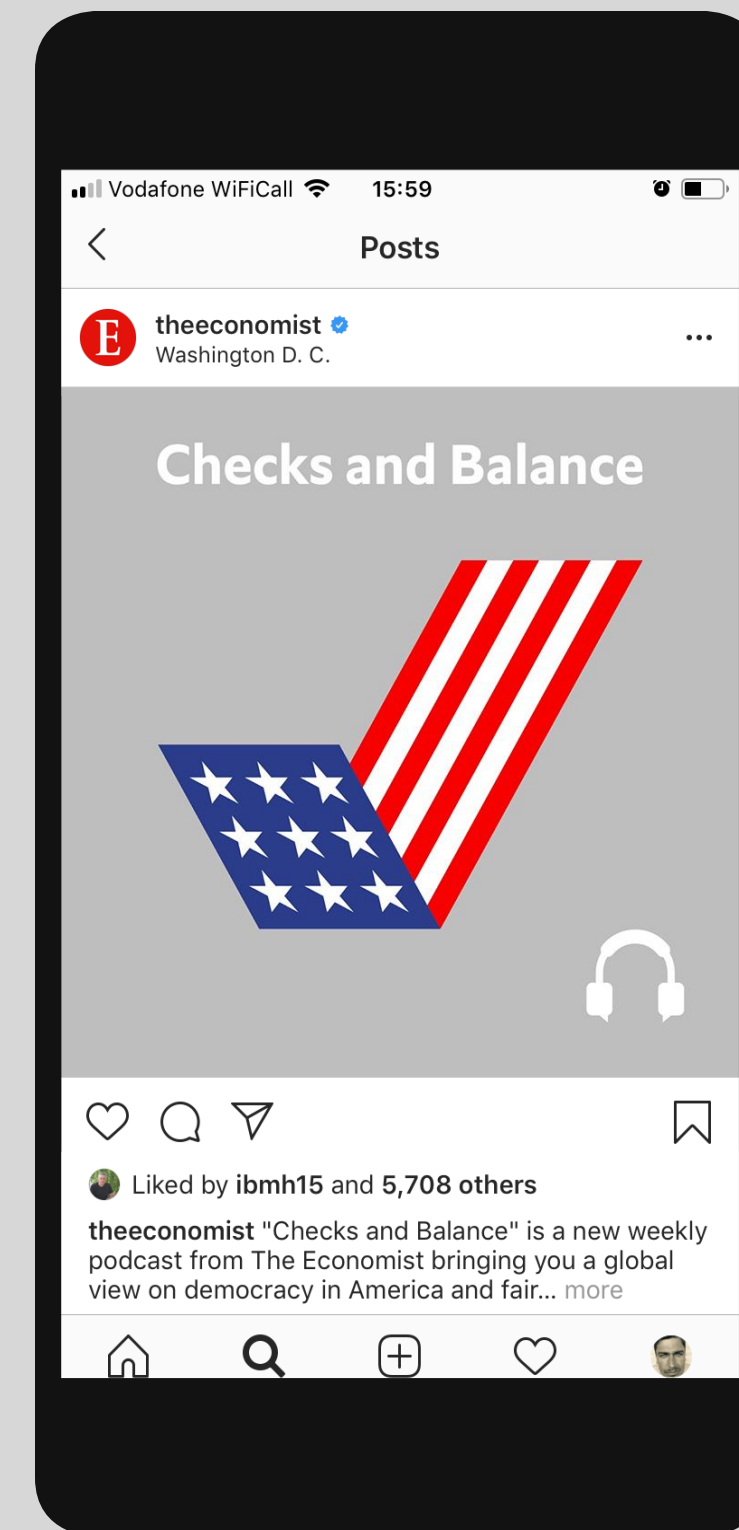 Vodafone WiFiCall 15:59
Posts
E
theeconomist
Washington D. C.
Checks and Balance
Liked by ibmh15 and 5,708 others
theeconomist "Checks and Balance" is a new weekly
podcast from The Economist bringing you a global
view on democracy in America and fair... more